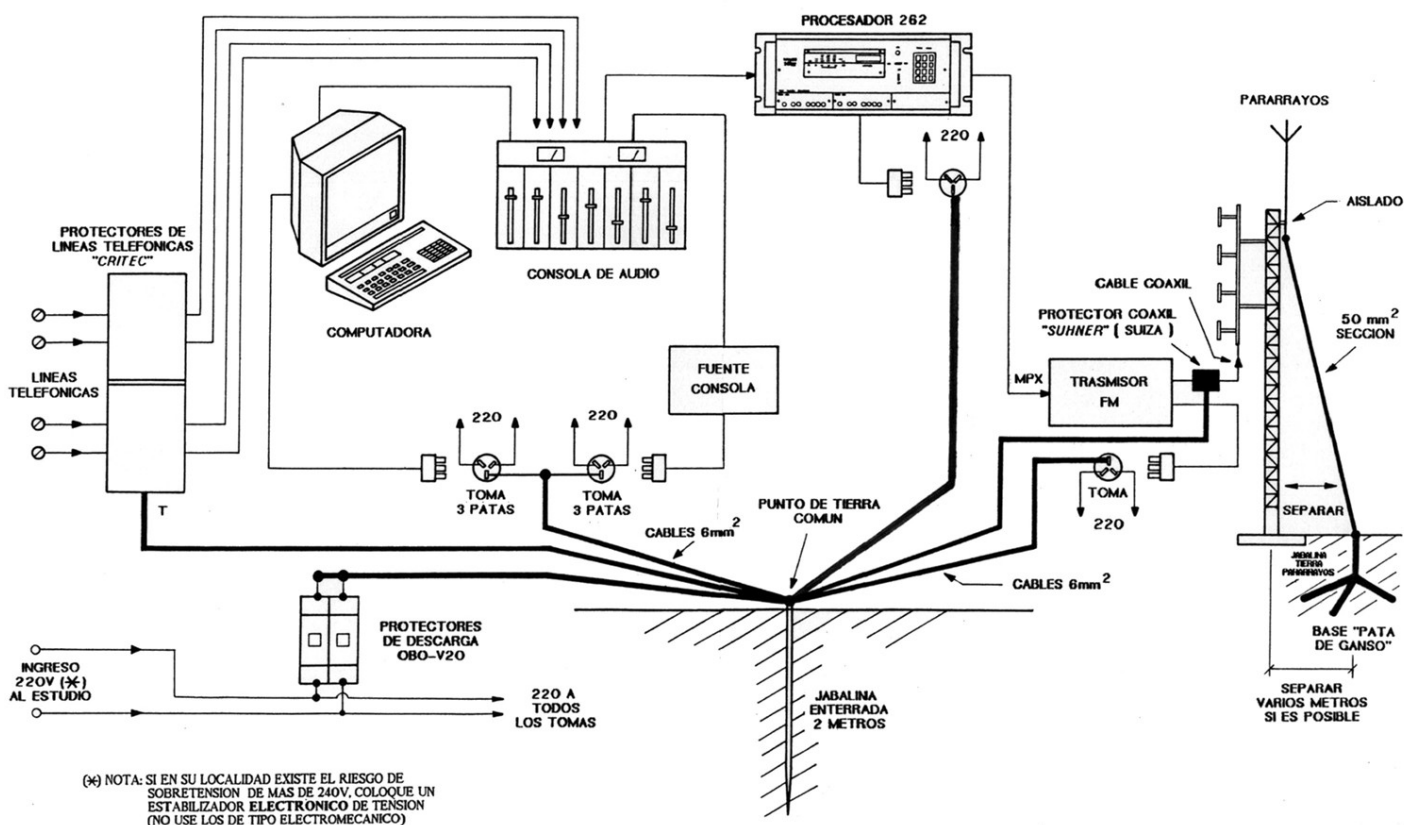 PROCESADOR 262
220
PARARRAYOS
AISLADO
PROTECTORES DE
LINEAS TELEFONICAS
"CRITEC"
CONSOLA DE AUDIO
COMPUTADORA
CABLE COAXIL
PROTECTOR COAXIL
"SUHNER" ( SUIZA )
50 mm²
SECCION
LINEAS
TELEFONICAS
FUENTE
CONSOLA
MPX
TRASMISOR
FM
220
220
TOMA
3 PATAS
TOMA
3 PATAS
T
PUNTO DE TIERRA
COMUN
TOMA
220
SEPARAR
CABLES 6mm²
CABLES 6mm²
JABALINA
TIERRA
PARARRAYOS
PROTECTORES
DE DESCARGA
OBO-V20
BASE "PATA
DE GANSO"
INGRESO
220V (*)
AL ESTUDIO
220 A
TODOS
LOS TOMAS
JABALINA
ENTERRADA
2 METROS
SEPARAR
VARIOS METROS
SI ES POSIBLE
(*) NOTA: SI EN SU LOCALIDAD EXISTE EL RIESGO DE
SOBRETENSION DE MAS DE 240V, COLOQUE UN
ESTABILIZADOR ELECTRONICO DE TENSION
(NO USE LOS DE TIPO ELECTROMECANICO)